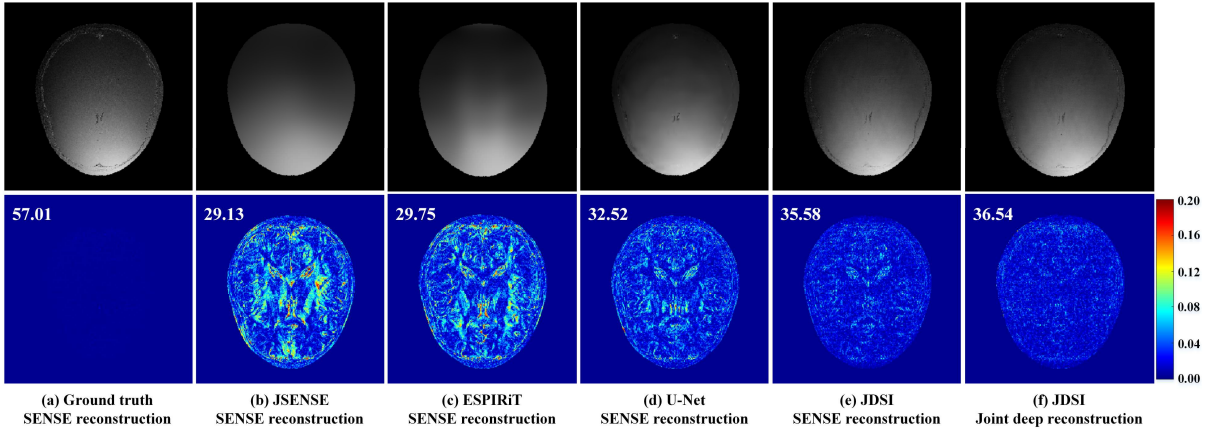 57.01
29.13
29.75
32.52
35.58
36.54
0.20
0.16
0.12
0.08
0.04
0.00
(a) Ground truth
SENSE reconstruction
(b) JSENSE
SENSE reconstruction
(c) ESPIRiT
SENSE reconstruction
(d) U-Net
SENSE reconstruction
(e) JDSI
SENSE reconstruction
(f) JDSI
Joint deep reconstruction